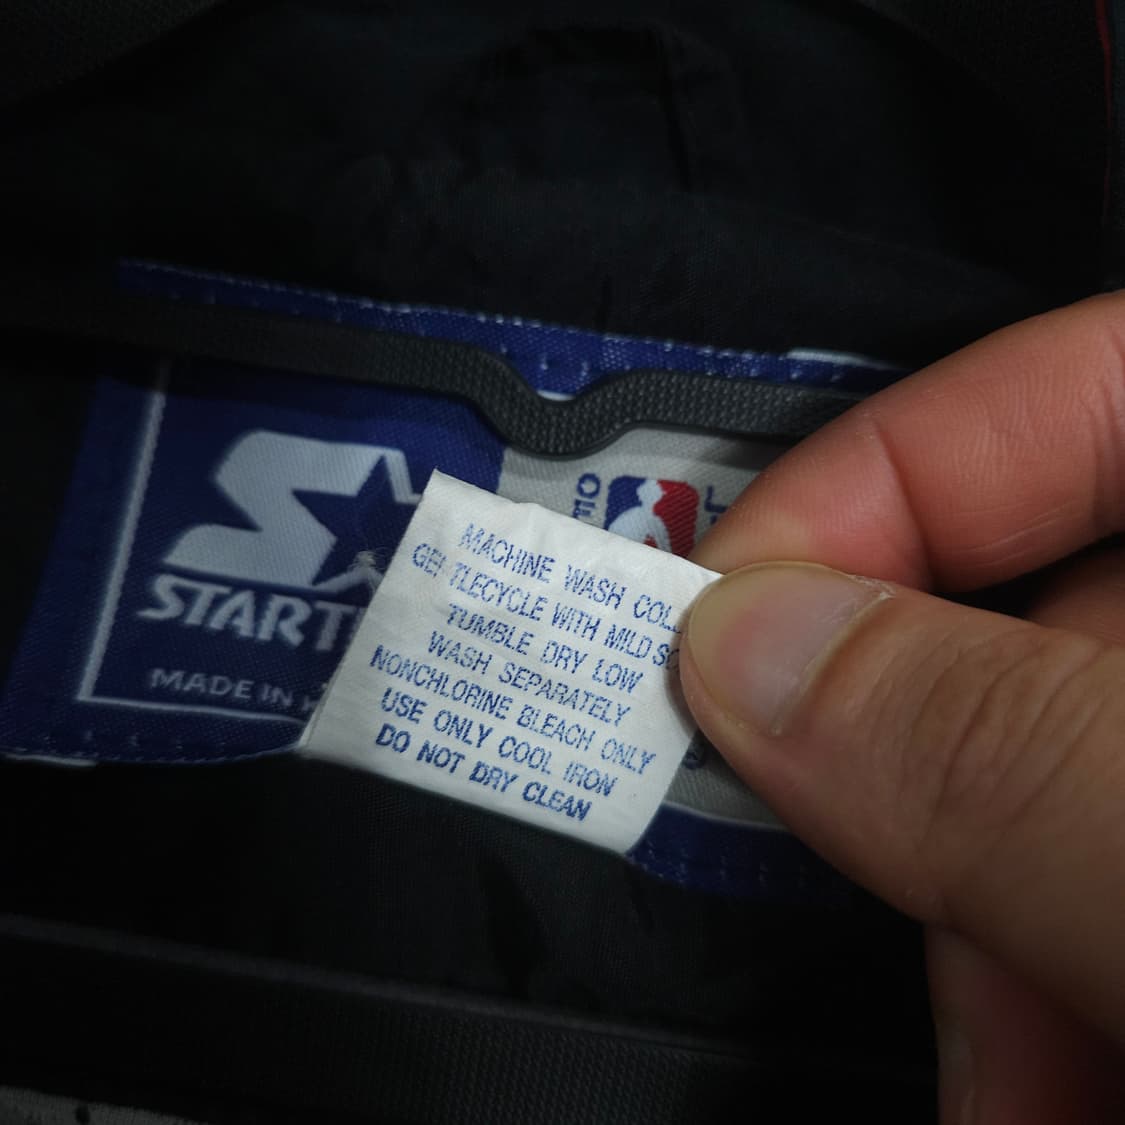 MACHINE WASH COL
GENTLECYCLE WITH MILD
TUMBLE DRY LOW
WASH SEPARATELY
NONCHLORINE BLEACH ONLY
USE ONLY COOL IRON
DO NOT DRY CLEAN
START
MADE IN